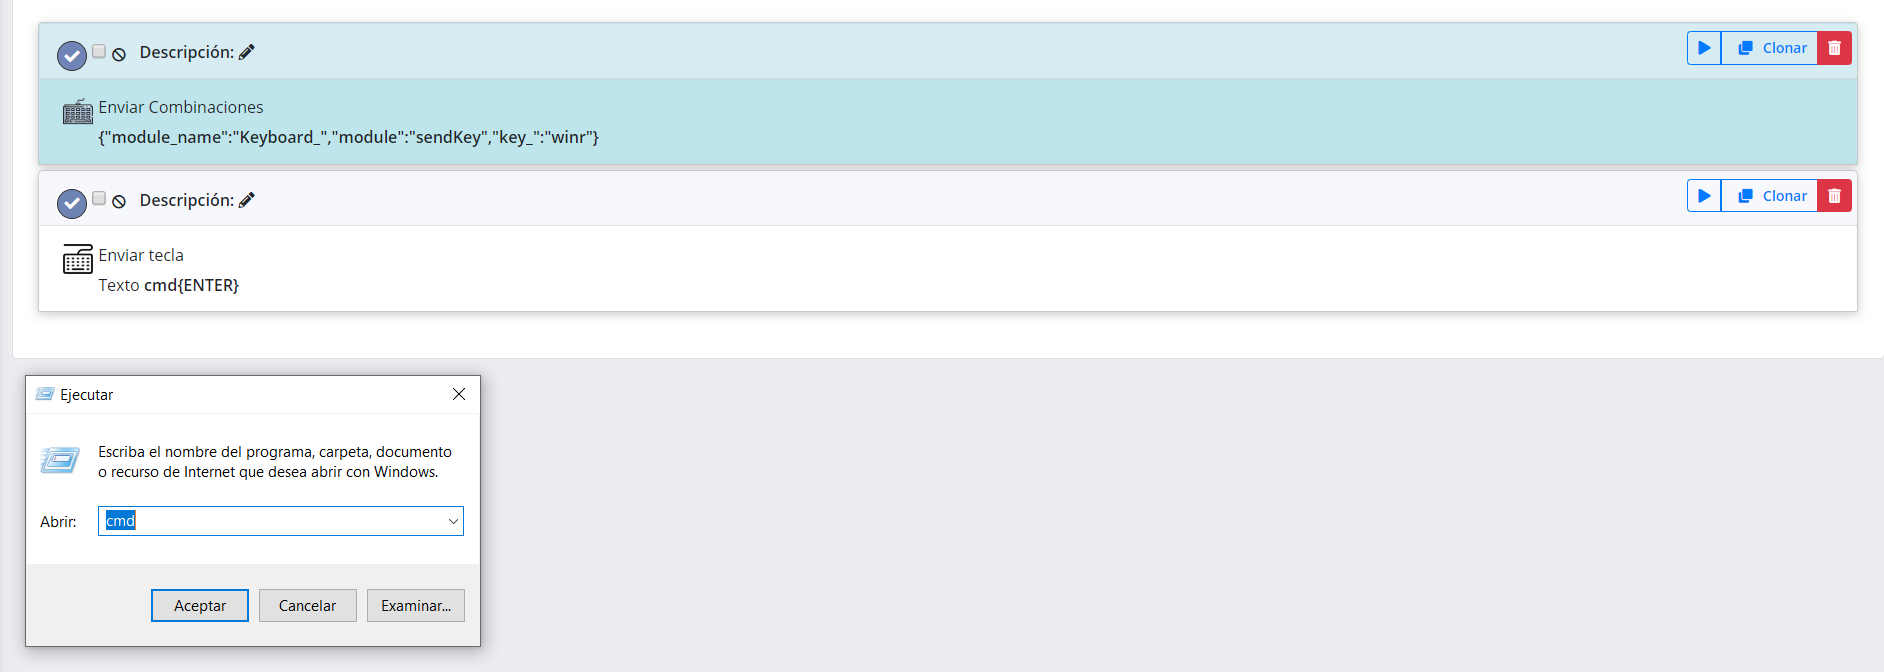 Descripción:
Clonar
Enviar Combinaciones
{"module_name":"Keyboard_","module":"sendKey","key_":"winr"}
Descripción:
Clonar
Enviar tecla
Texto cmd{ENTER}
Ejecutar
Escriba el nombre del programa, carpeta, documento
o recurso de Internet que desea abrir con Windows.
Abrir:
cmd
Aceptar
Cancelar
Examinar...